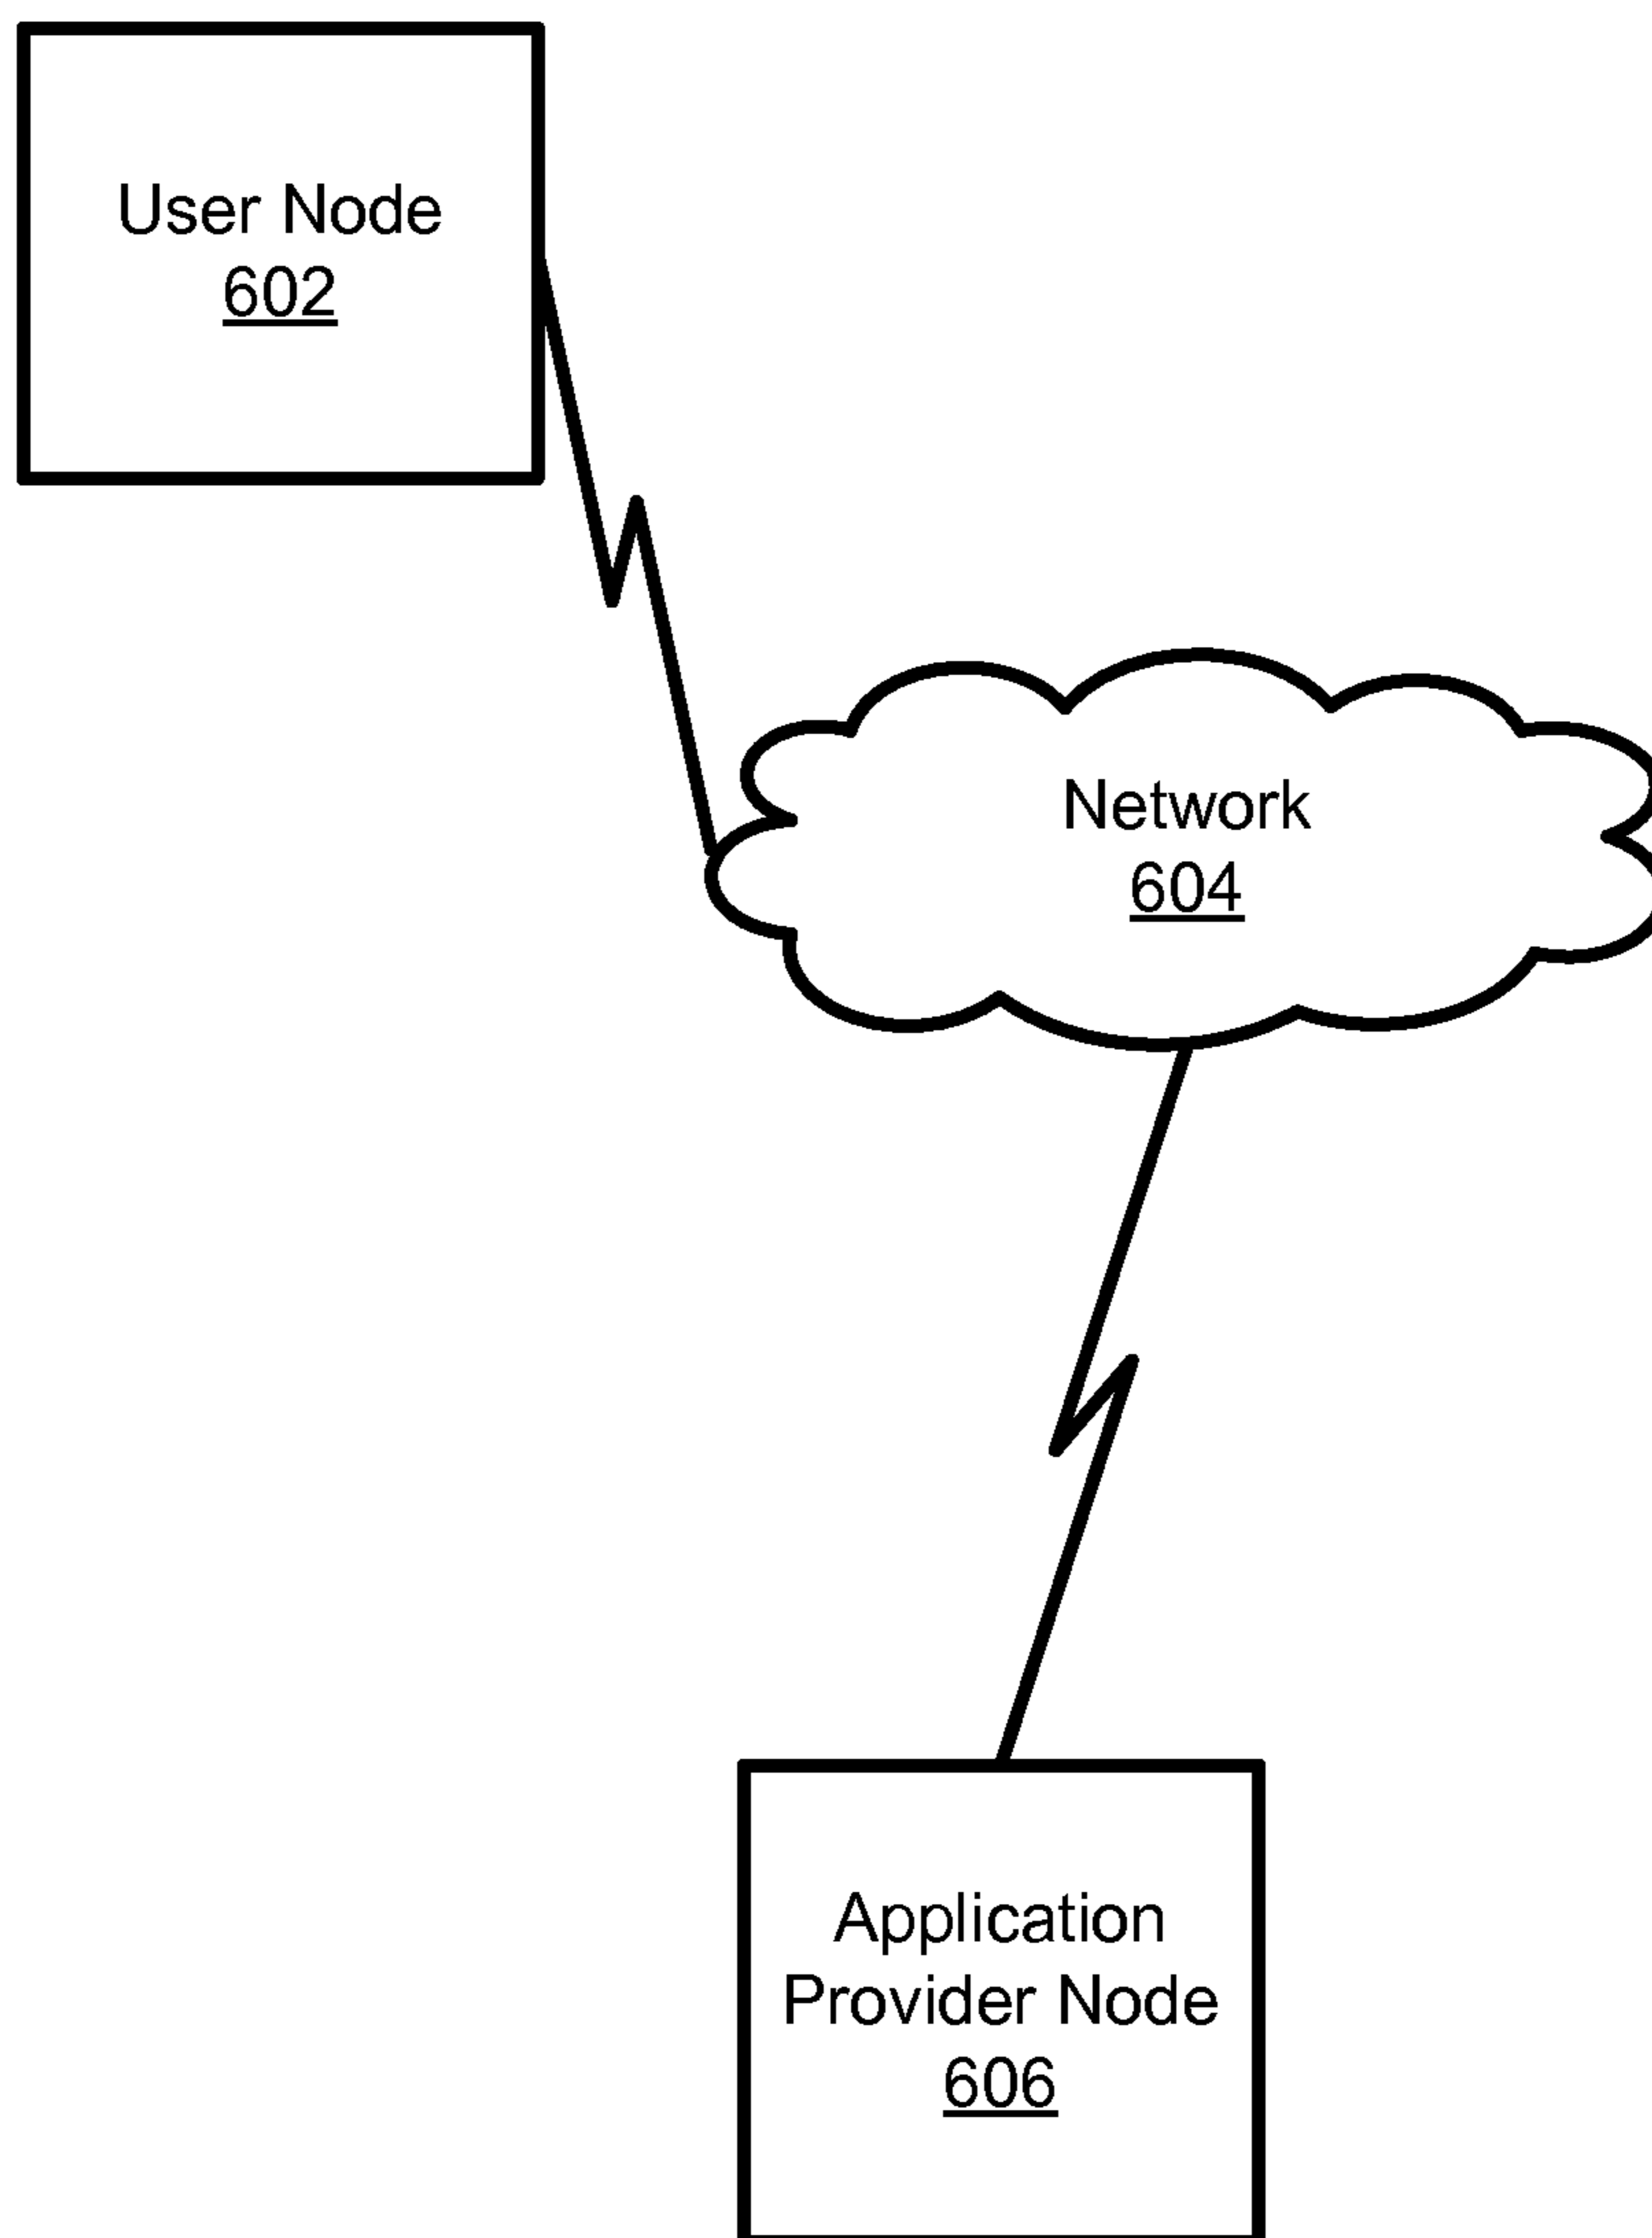 User Node
602
Network
604
Application
Provider Node
606